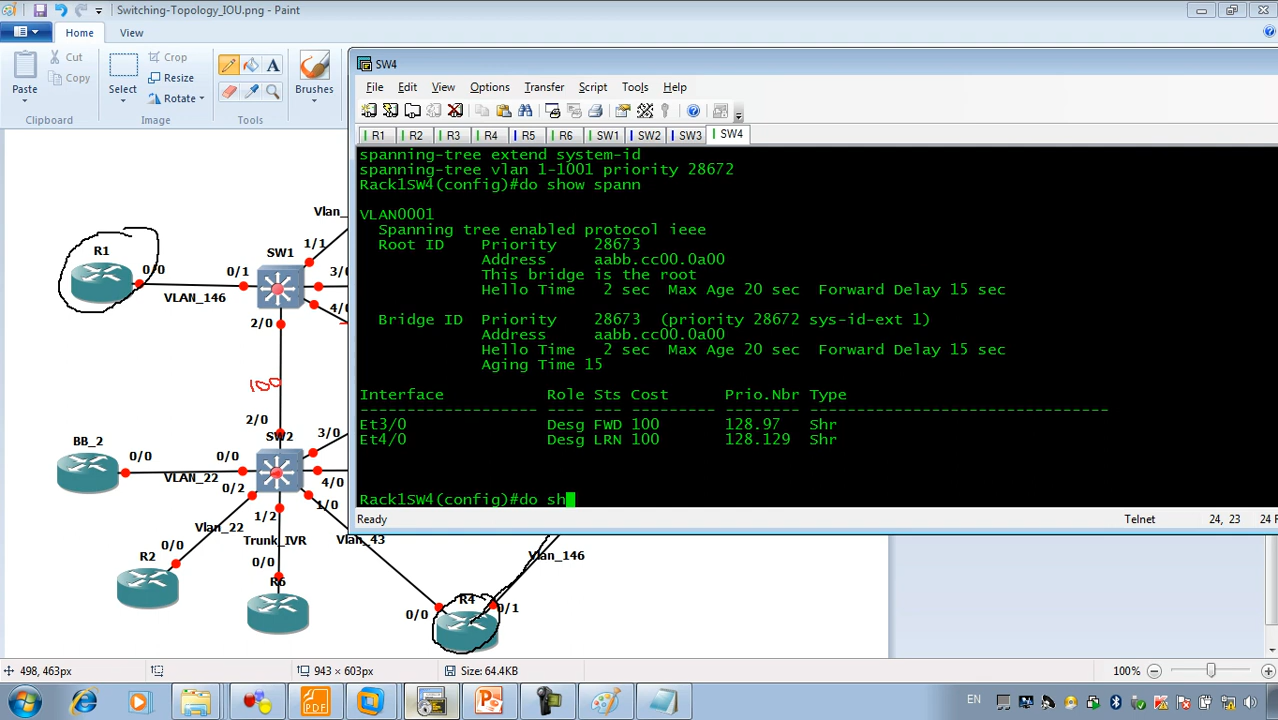 Switching-Topology_IOU.png - Paint
Home
View
Paste
Cut
Copy
Clipboard
Select
Crop
Resize
Rotate
Image
Tools
Brushes
SW4
File Edit View Options Transfer Script Tools Help
R1 R2 R3 R4 R5 R6 SW1 SW2 SW3 SW4
spanning-tree extend system-id
spanning-tree vlan 1-1001 priority 28672
Rack1SW4(config)#do show spann
VLAN0001
Spanning tree enabled protocol ieee
Root ID Priority 28673
Address aabb.cc00.0a00
This bridge is the root
Hello Time 2 sec Max Age 20 sec Forward Delay 15 sec
Bridge ID Priority 28673 (priority 28672 sys-id-ext 1)
Address aabb.cc00.0a00
Hello Time 2 sec Max Age 20 sec Forward Delay 15 sec
Aging Time 15
Interface Role Sts Cost Prio.Nbr Type
------------------- ---- --- --------- -------- --------------------------------
Et3/0 Desg FWD 100 128.97 Shr
Et4/0 Desg LRN 100 128.129 Shr
Rack1SW4(config)#do sh
Ready
Telnet
24, 23
24 R
Vlan_
R1
0/0
VLAN_146
0/1
SW1
1/1
3/0
4/0
2/0
100
2/0
SW2
3/0
4/0
1/0
BB_2
0/0
VLAN_22
0/0
0/2
Vlan_22
1/2
Trunk_IVR
0/0
R2
0/0
R6
Vlan_43
Vlan_146
R4
0/0
0/1
498, 463px
943 × 603px
Size: 64.4KB
100%
PDF
EN